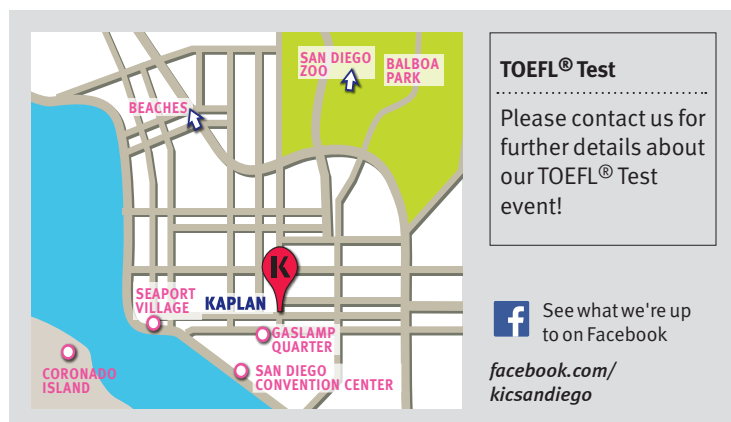 SAN DIEGO
ZOO
BALBOA
PARK
BEACHES
K
SEAPORT
VILLAGE
KAPLAN
GASLAMP
QUARTER
CORONADO
ISLAND
SAN DIEGO
CONVENTION CENTER
TOEFL® Test
Please contact us for
further details about
our TOEFL® Test
event!
f
See what we're up
to on Facebook
facebook.com/
kicsandiego